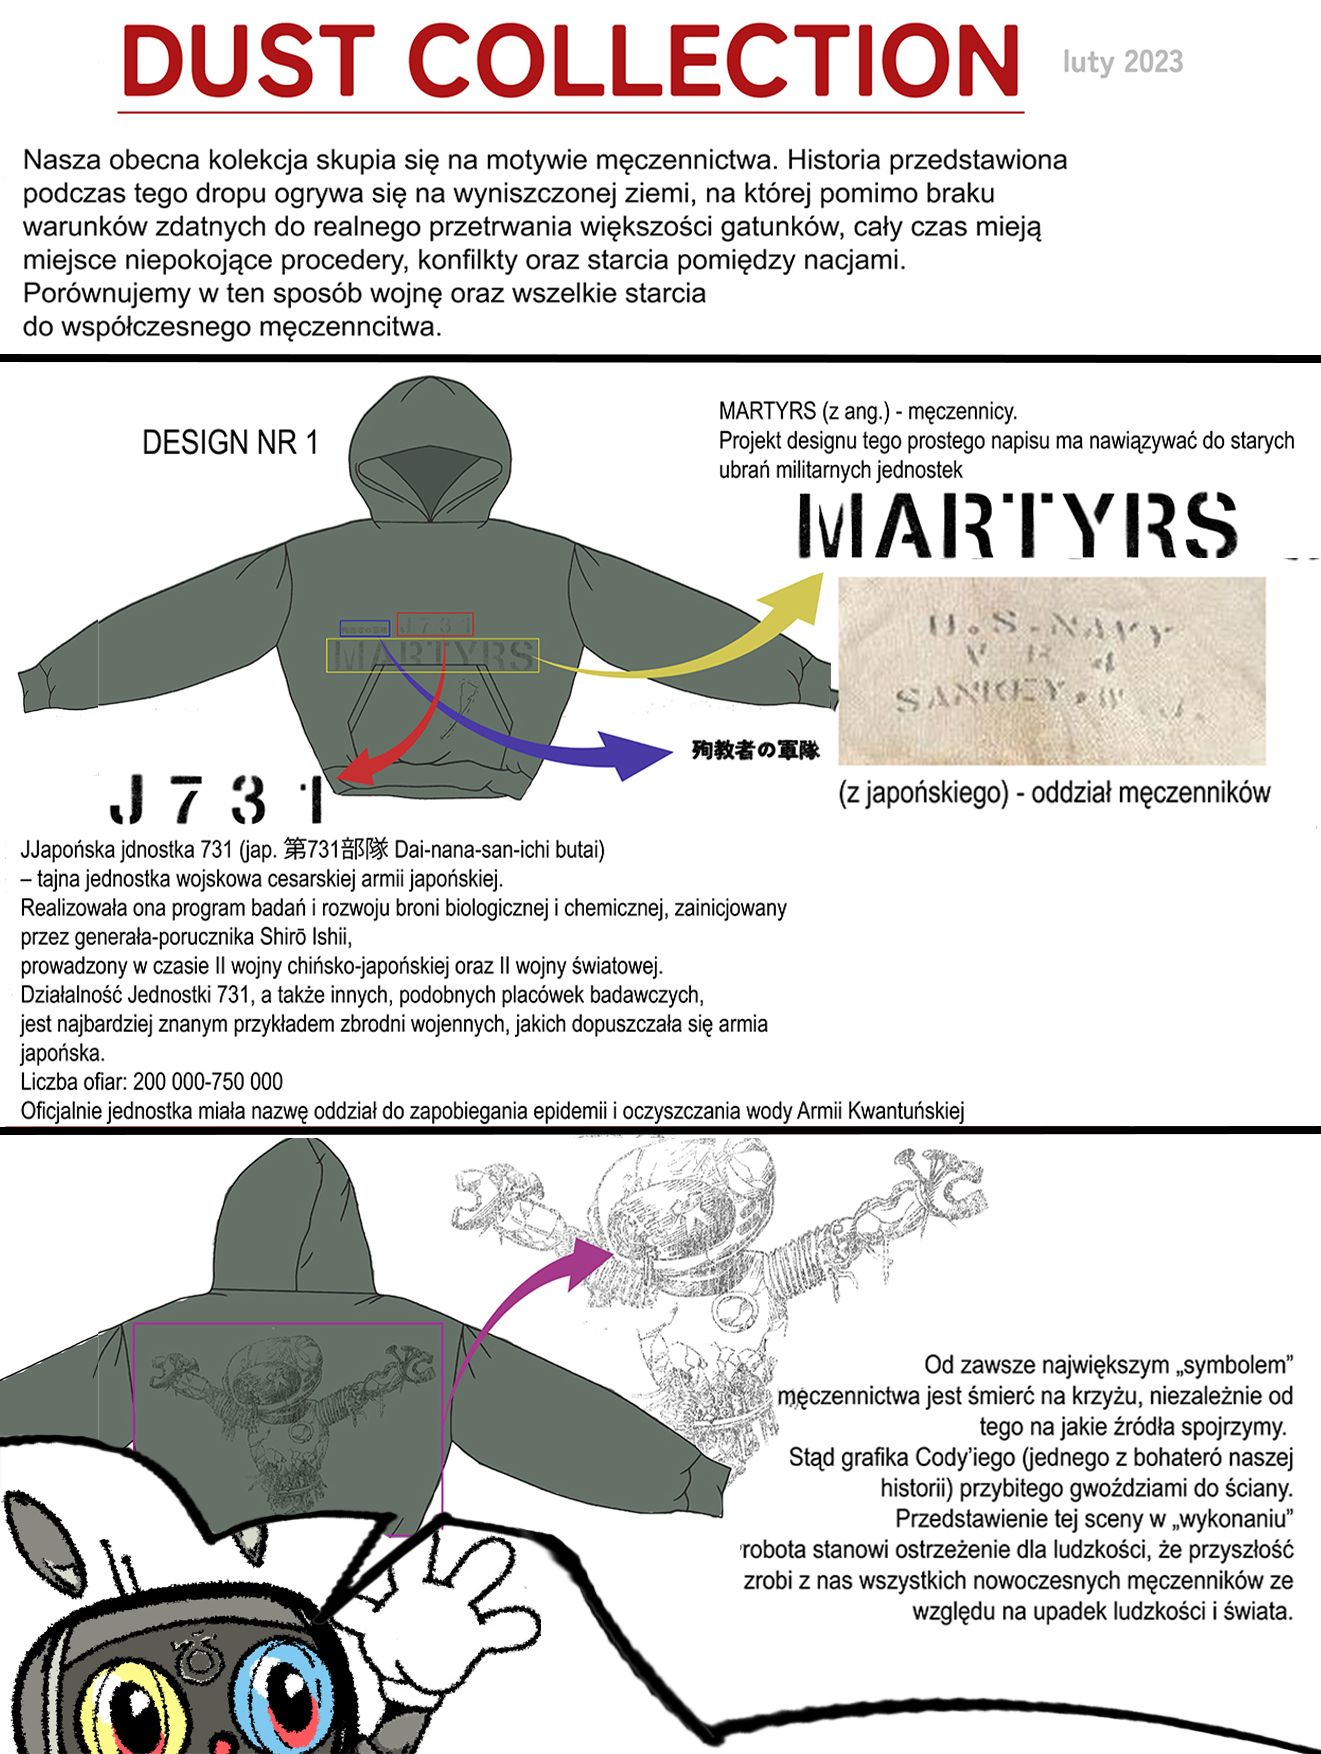 DUST COLLECTION
luty 2023
Nasza obecna kolekcja skupia się na motywie męczennictwa. Historia przedstawiona
podczas tego dropu ogrywa się na wyniszczonej ziemi, na której pomimo braku
warunków zdatnych do realnego przetrwania większości gatunków, cały czas mieją
miejsce niepokojące procedery, konfilkty oraz starcia pomiędzy nacjami.
Porównujemy w ten sposób wojnę oraz wszelkie starcia
do współczesnego męczenncitwa.
DESIGN NR 1
MARTYRS (z ang.) - męczennicy.
Projekt designu tego prostego napisu ma nawiązywać do starych
ubrań militarnych jednostek
MARTYRS
殉教者の軍隊
J 7 3 1
MARTYRS
U.S.NAVY
SANKEY
殉教者の軍隊
(z japońskiego) - oddział męczenników
J 7 3 1
JJapońska jdnostka 731 (jap. 第731部隊 Dai-nana-san-ichi butai)
– tajna jednostka wojskowa cesarskiej armii japońskiej.
Realizowała ona program badań i rozwoju broni biologicznej i chemicznej, zainicjowany
przez generała-porucznika Shirō Ishii,
prowadzony w czasie II wojny chińsko-japońskiej oraz II wojny światowej.
Działalność Jednostki 731, a także innych, podobnych placówek badawczych,
jest najbardziej znanym przykładem zbrodni wojennych, jakich dopuszczała się armia
japońska.
Liczba ofiar: 200 000-750 000
Oficjalnie jednostka miała nazwę oddział do zapobiegania epidemii i oczyszczania wody Armii Kwantuńskiej
Od zawsze największym „symbolem”
męczennictwa jest śmierć na krzyżu, niezależnie od
tego na jakie źródła spojrzymy.
Stąd grafika Cody’iego (jednego z bohateró naszej
historii) przybitego gwoździami do ściany.
Przedstawienie tej sceny w „wykonaniu”
robota stanowi ostrzeżenie dla ludzkości, że przyszłość
zrobi z nas wszystkich nowoczesnych męczenników ze
względu na upadek ludzkości i świata.